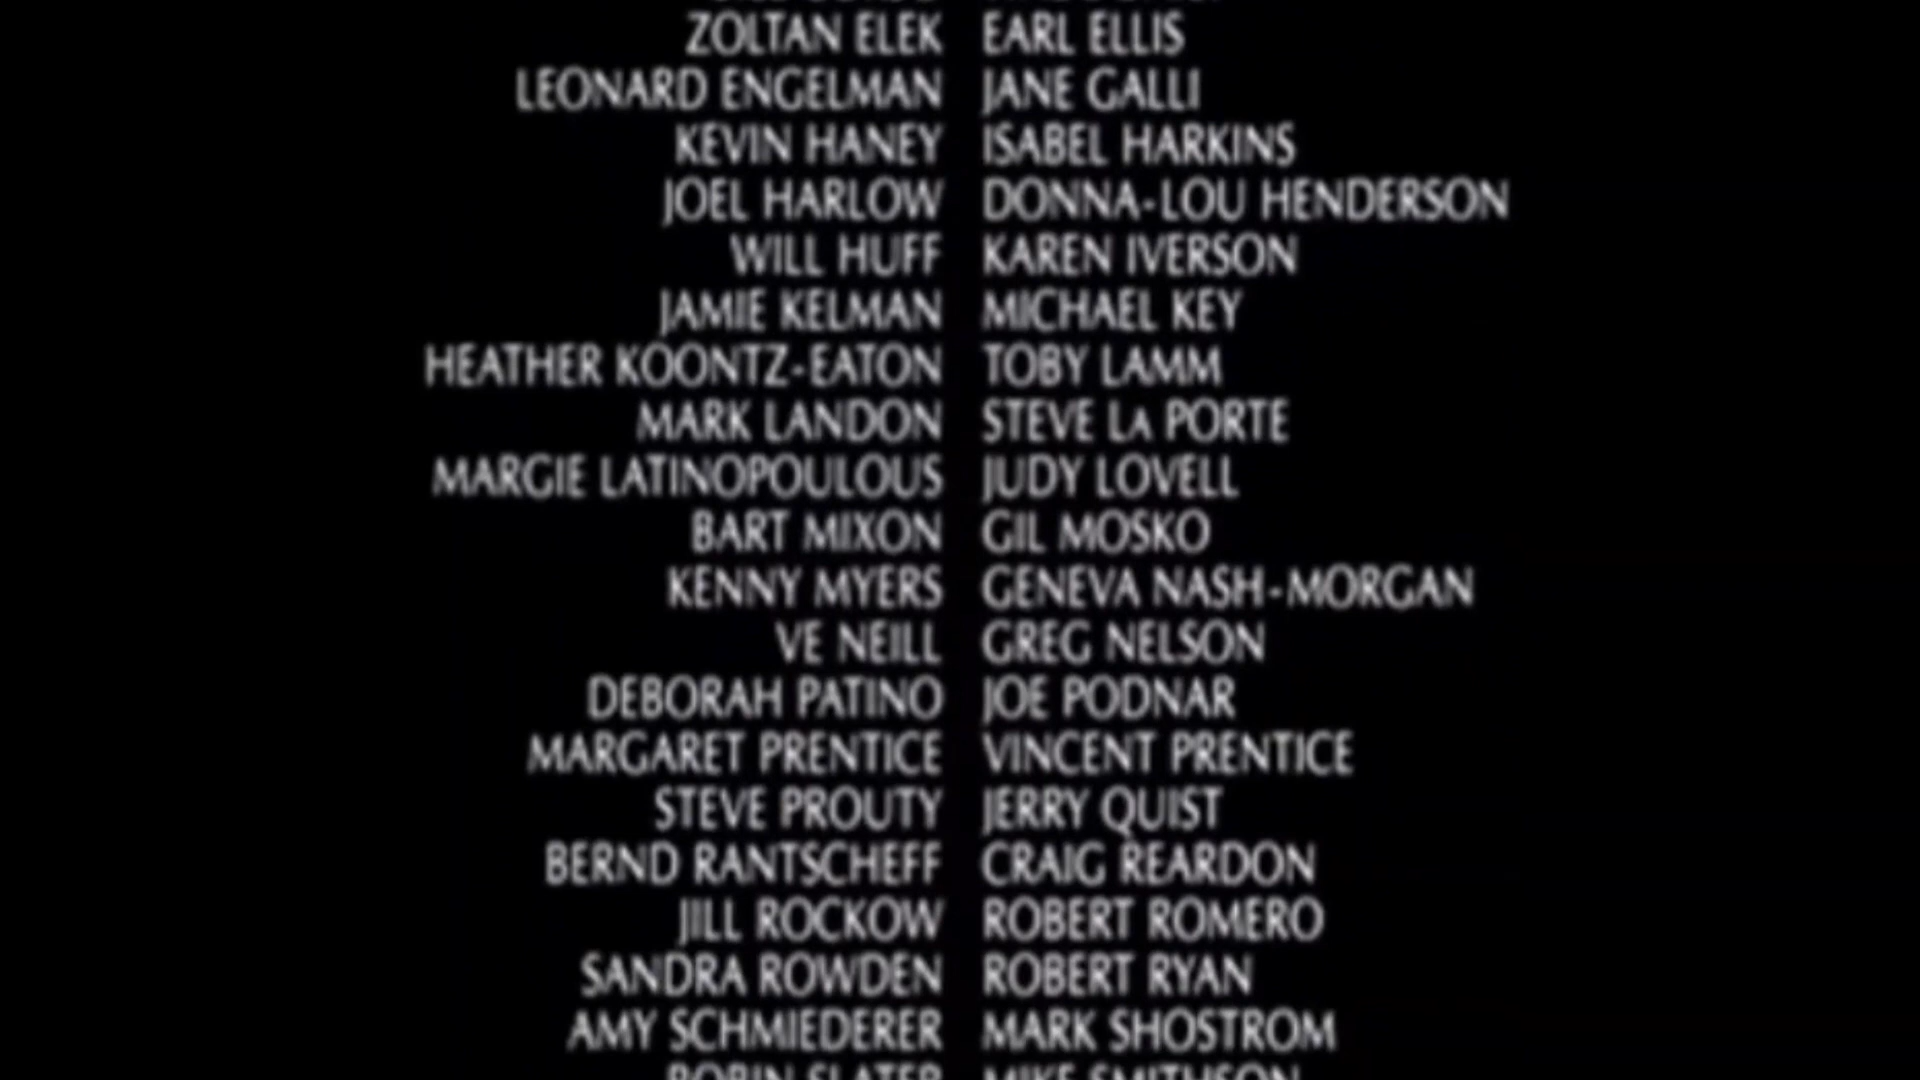 ZOLTAN ELEK EARL ELLIS
LEONARD ENGELMAN JANE GALLI
KEVIN HANEY ISABEL HARKINS
JOEL HARLOW DONNA-LOU HENDERSON
WILL HUFF KAREN IVERSON
JAMIE KELMAN MICHAEL KEY
HEATHER KOONTZ-EATON TOBY LAMM
MARK LANDON STEVE LA PORTE
MARGIE LATINOPOULOUS JUDY LOVELL
BART MIXON GIL MOSKO
KENNY MYERS GENEVA NASH-MORGAN
VE NEILL GREG NELSON
DEBORAH PATINO JOE PODNAR
MARGARET PRENTICE VINCENT PRENTICE
STEVE PROUTY JERRY QUIST
BERND RANTSCHEFF CRAIG REARDON
JILL ROCKOW ROBERT ROMERO
SANDRA ROWDEN ROBERT RYAN
AMY SCHMIEDERER MARK SHOSTROM
ROBIN SLATER MIKE SMITHSON